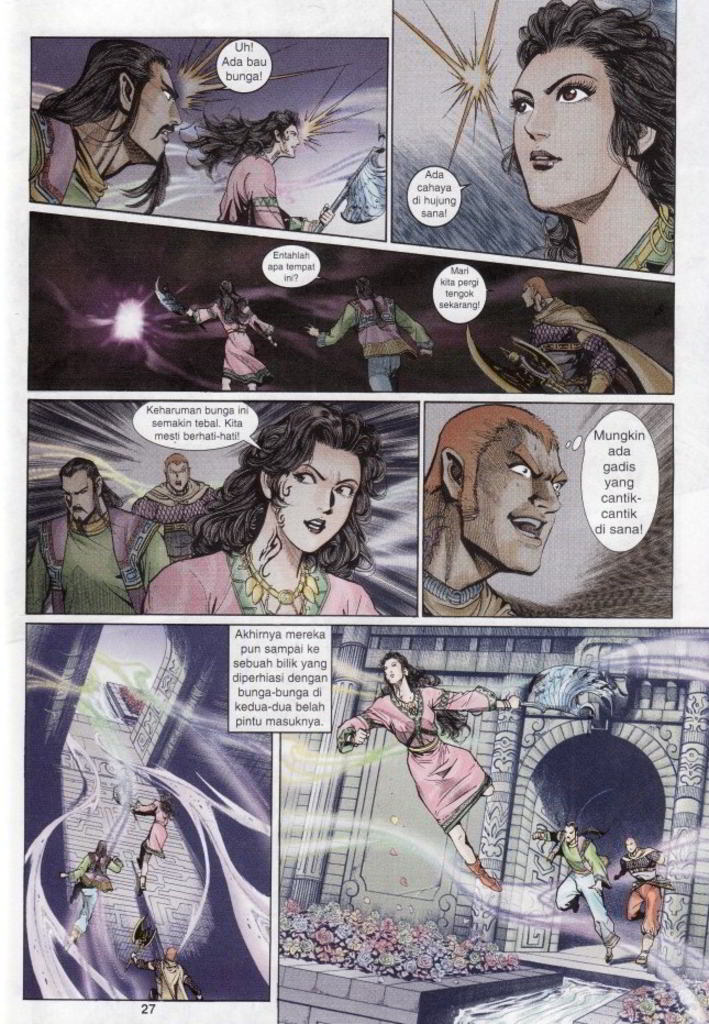 Uh!
Ada bau
bunga!
Ada
cahaya
di hujung
sana!
Entahlah
apa tempat
ini?
Mari
kita pergi
tengok
sekarang!
Keharuman bunga ini
semakin tebal. Kita
mesti berhati-hati!
Mungkin
ada
gadis
yang
cantik-
cantik
di sana!
Akhirnya mereka
pun sampai ke
sebuah bilik yang
diperhiasi dengan
bunga-bunga di
kedua-dua belah
pintu masuknya.
27